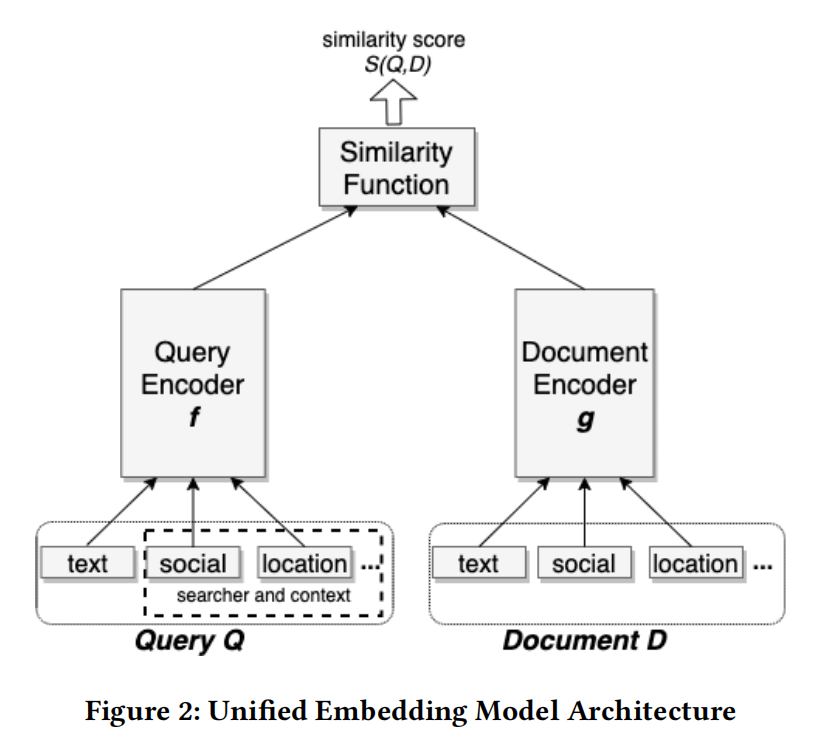 similarity score
S(Q,D)
Similarity
Function
Query
Encoder
f
Document
Encoder
g
text
social
location
...
searcher and context
text
social
location
...
Query Q
Document D
Figure 2: Unified Embedding Model Architecture